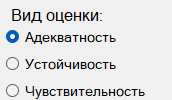 Вид оценки:
Адекватность
Устойчивость
Чувствительность